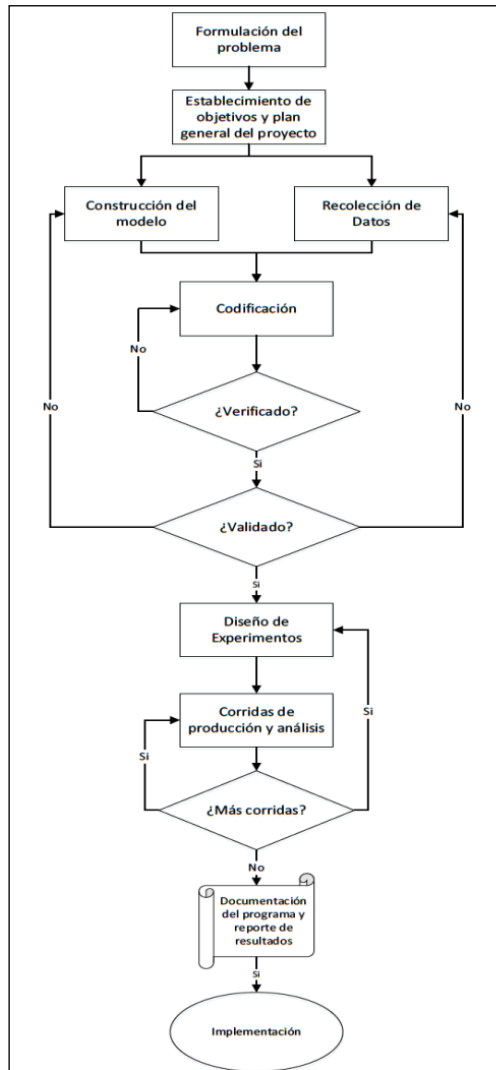 Formulación del
problema
Establecimiento de
objetivos y plan
general del proyecto
Construcción del
modelo
Recolección de
Datos
Codificación
No
¿Verificado?
No
No
Si
¿Validado?
si
Diseño de
Experimentos
Corridas de
producción y análisis
Si
Si
¿Más corridas?
No
Documentación
del programa y
reporte de
resultados
Si
Implementación